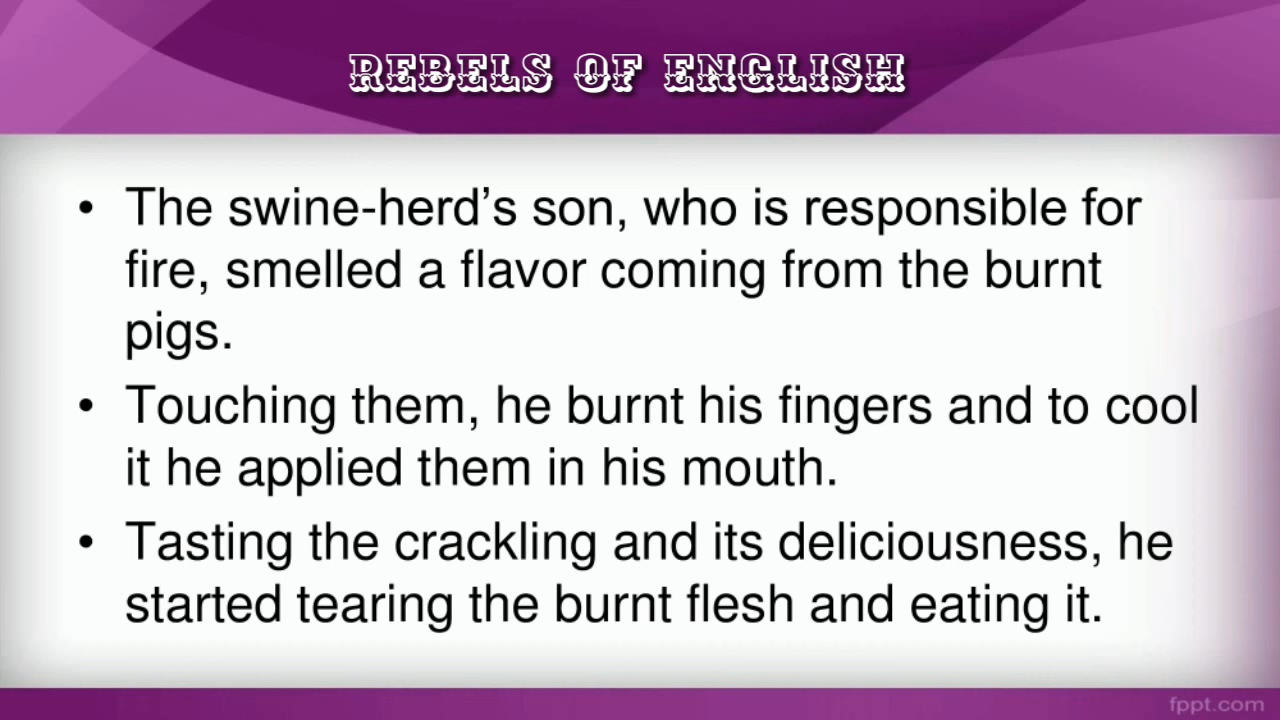 REBELS OF ENGLISH
• The swine-herd’s son, who is responsible for
fire, smelled a flavor coming from the burnt
pigs.
• Touching them, he burnt his fingers and to cool
it he applied them in his mouth.
• Tasting the crackling and its deliciousness, he
started tearing the burnt flesh and eating it.
fppt.com